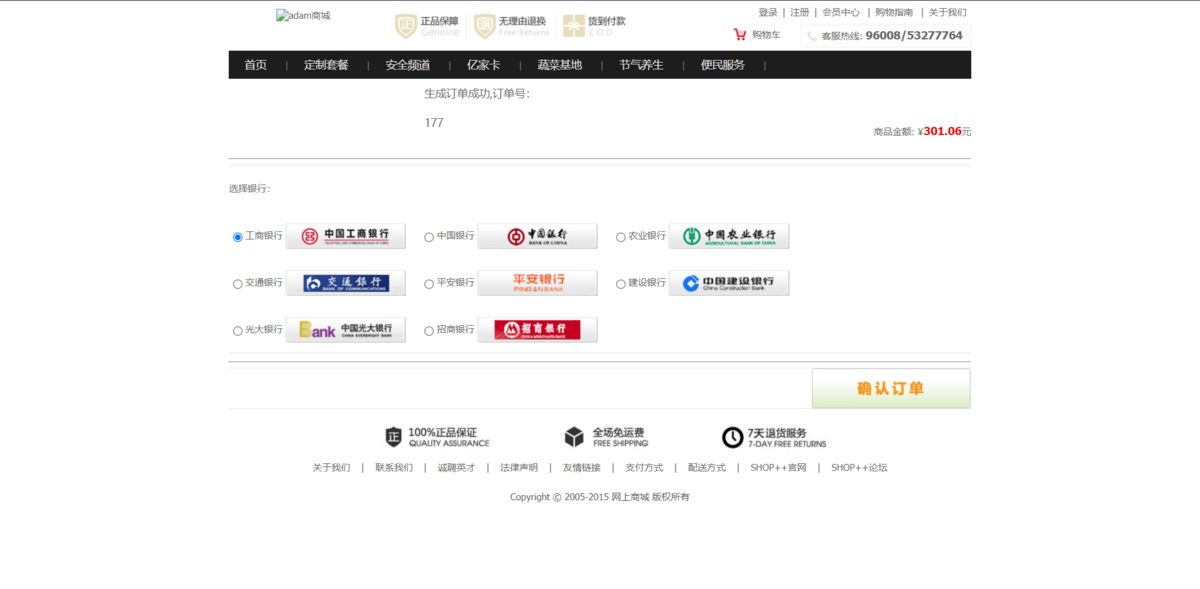 adam商城
正品保障
Genuine
无理由退换
Free Returns
货到付款
C.O.D
登录 | 注册 | 会员中心 | 购物指南 | 关于我们
购物车
客服热线: 96008/53277764
首页 | 定制套餐 | 安全频道 | 亿家卡 | 蔬菜基地 | 节气养生 | 便民服务 |
生成订单成功,订单号:
177
商品金额: ¥301.06元
选择银行:
工商银行 中国工商银行
INDUSTRIAL AND COMMERCIAL BANK OF CHINA
中国银行 中国银行
BANK OF CHINA
农业银行 中国农业银行
AGRICULTURAL BANK OF CHINA
交通银行 交通银行
BANK OF COMMUNICATIONS
平安银行 平安银行
PING AN BANK
建设银行 中国建设银行
China Construction Bank
光大银行 Bank 中国光大银行
CHINA EVERBRIGHT BANK
招商银行 招商银行
CHINA MERCHANTS BANK
确认订单
正
100%正品保证
QUALITY ASSURANCE
全场免运费
FREE SHIPPING
7天退货服务
7-DAY FREE RETURNS
关于我们 | 联系我们 | 诚聘英才 | 法律声明 | 友情链接 | 支付方式 | 配送方式 | SHOP++官网 | SHOP++论坛
Copyright © 2005-2015 网上商城 版权所有